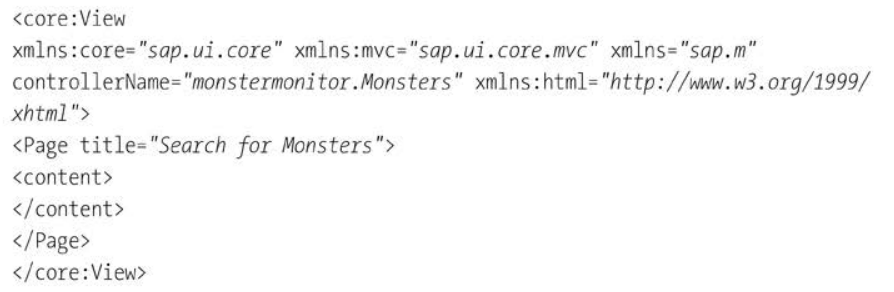 <core:View
xmlns:core="sap.ui.core" xmlns:mvc="sap.ui.core.mvc" xmlns="sap.m"
controllerName="monstermonitor.Monsters" xmlns:html="http://www.w3.org/1999/
xhtml">
<Page title="Search for Monsters">
<content>
</content>
</Page>
</core:View>